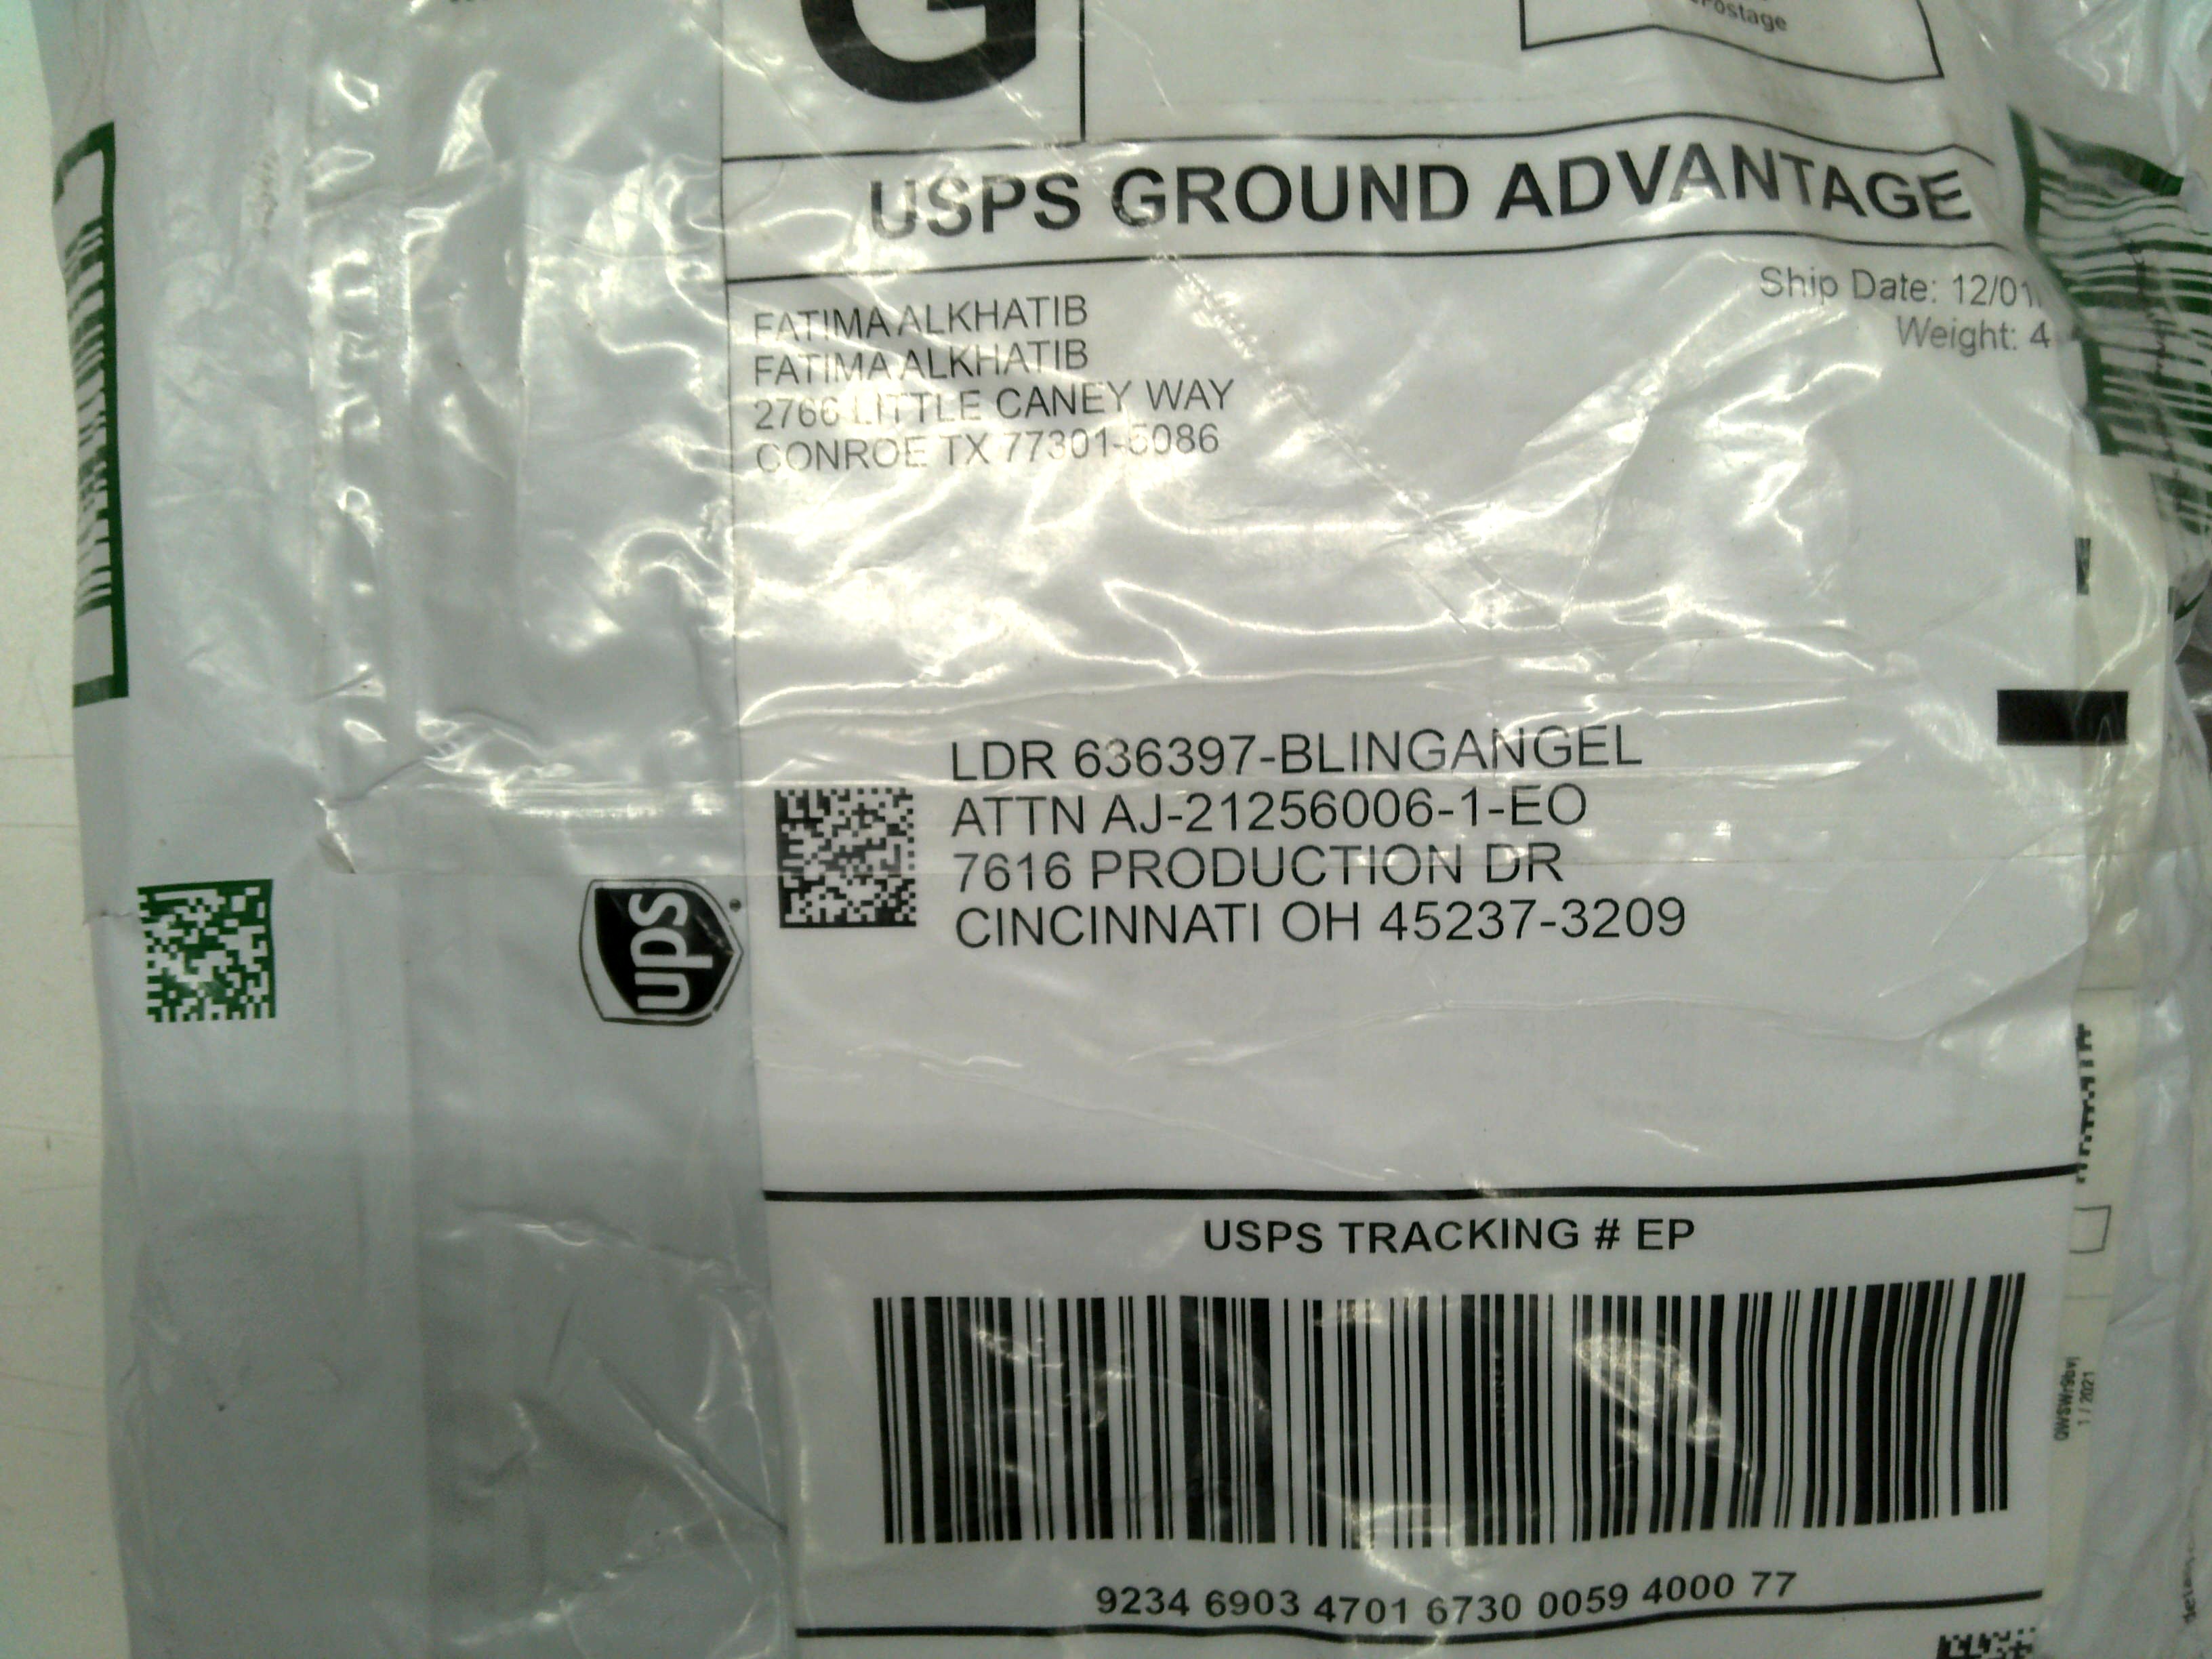 G
Postage
USPS GROUND ADVANTAGE
Ship Date: 12/01
Weight: 4
FATIMA ALKHATIB
FATIMA ALKHATIB
2766 LITTLE CANEY WAY
CONROE TX 77301-5086
LDR 636397-BLINGANGEL
ATTN AJ-21256006-1-EO
7616 PRODUCTION DR
CINCINNATI OH 45237-3209
ups
USPS TRACKING # EP
1 / 2021
9234 6903 4701 6730 0059 4000 77